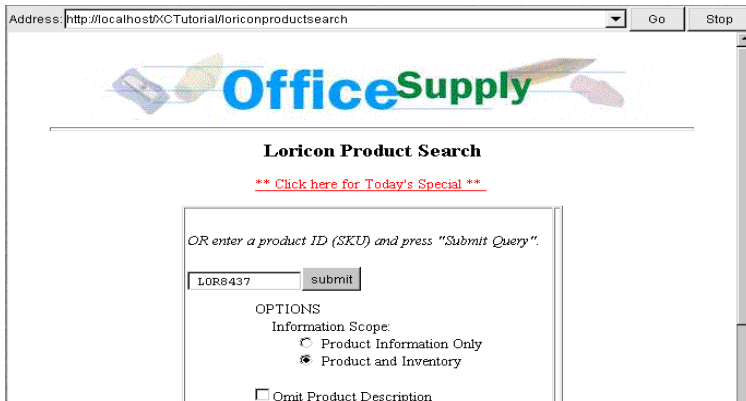 Address: http://localhost/XCTutorial/loriconproductsearch Go Stop
OfficeSupply
Loricon Product Search
** Click here for Today's Special **
OR enter a product ID (SKU) and press "Submit Query".
LOR8437 submit
OPTIONS
Information Scope:
Product Information Only
Product and Inventory
Omit Product Description